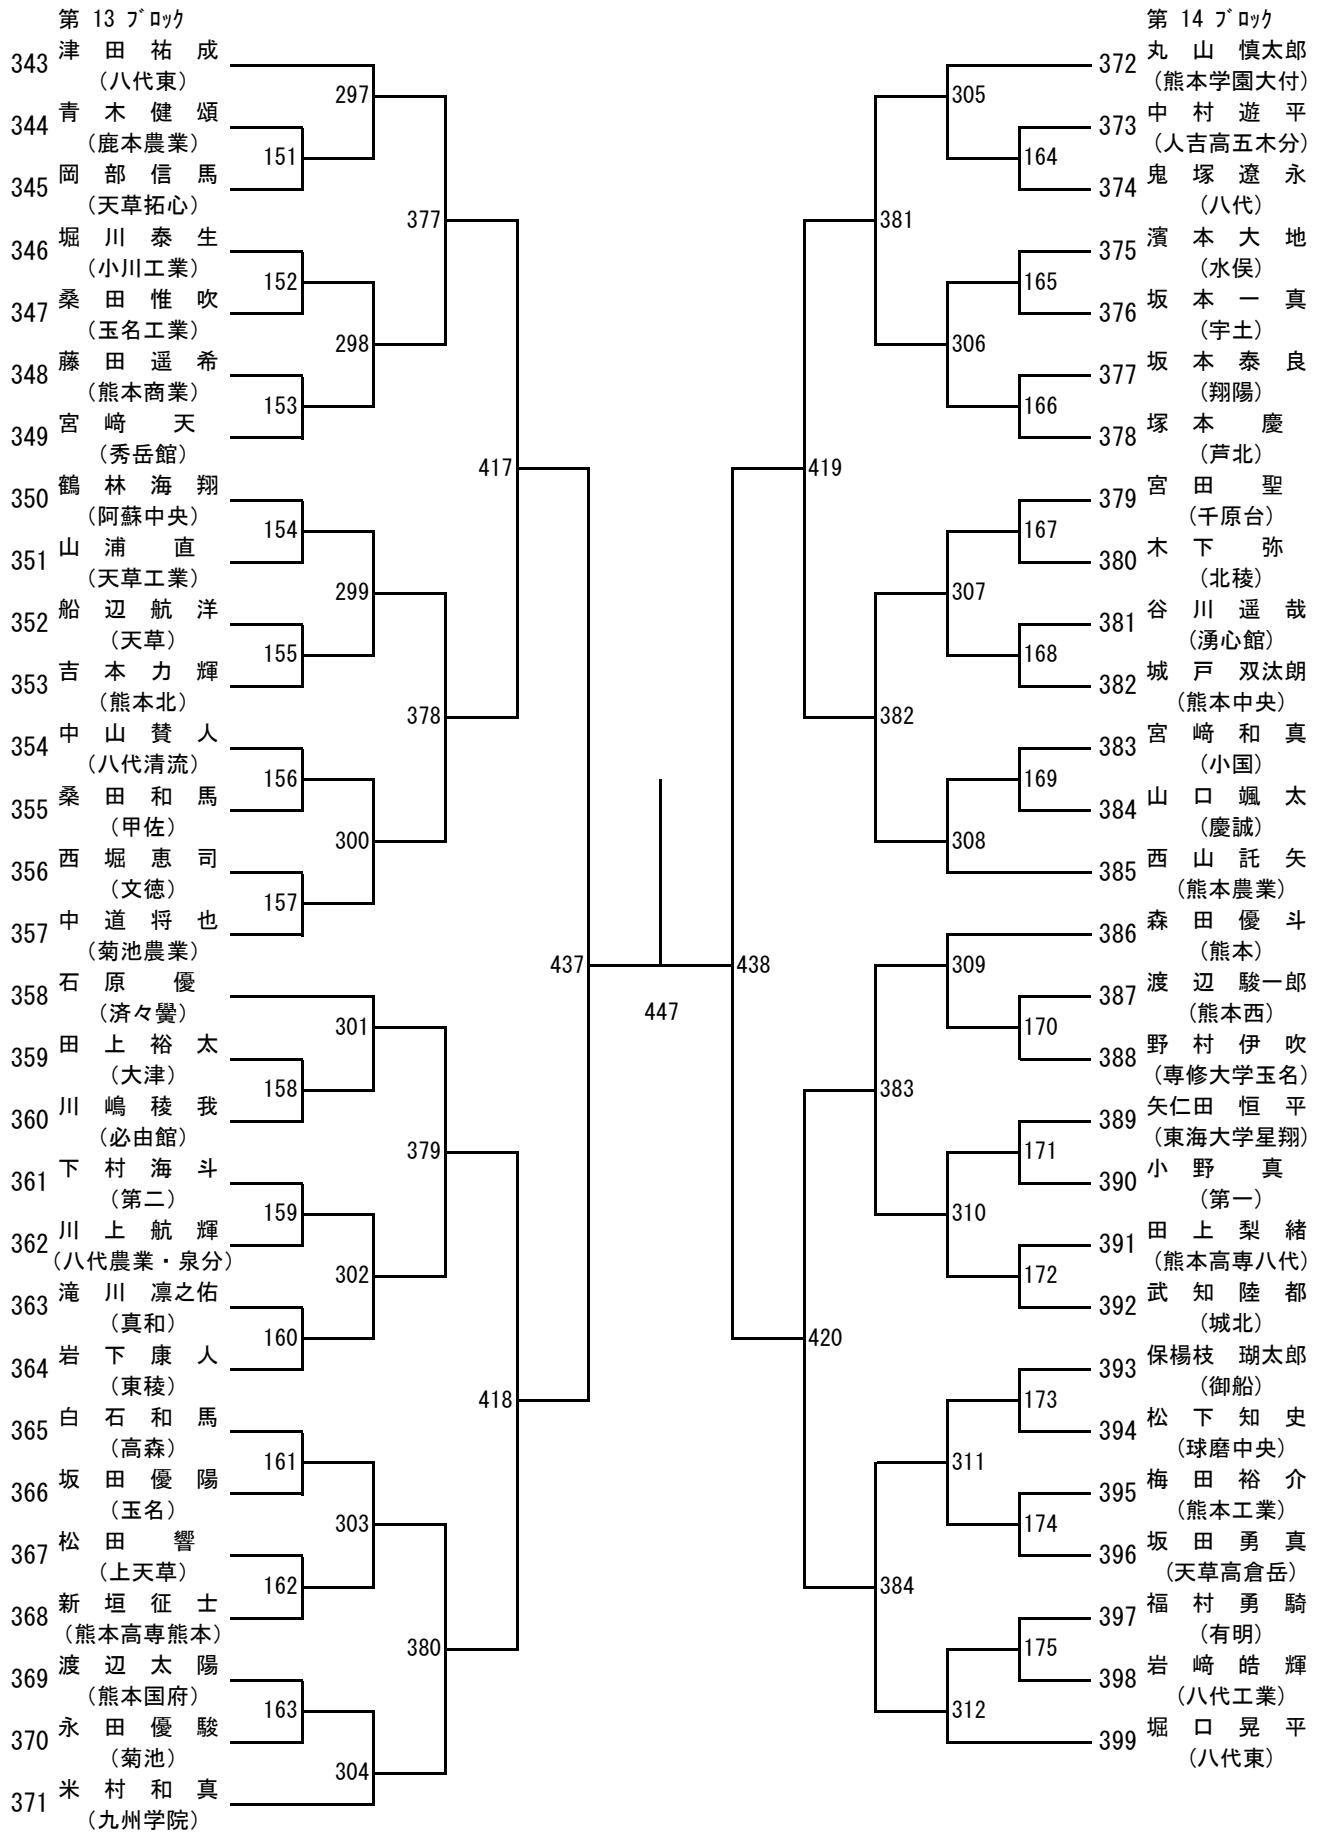 第 13 ﾌﾞﾛｯｸ
343 津 田 祐 成
(八代東)
344 青 木 健 頌
(鹿本農業)
345 岡 部 信 馬
(天草拓心)
346 堀 川 泰 生
(小川工業)
347 桑 田 惟 吹
(玉名工業)
348 藤 田 遥 希
(熊本商業)
349 宮 﨑 天
(秀岳館)
350 鶴 林 海 翔
(阿蘇中央)
351 山 浦 直
(天草工業)
352 船 辺 航 洋
(天草)
353 吉 本 力 輝
(熊本北)
354 中 山 賛 人
(八代清流)
355 桑 田 和 馬
(甲佐)
356 西 堀 恵 司
(文徳)
357 中 道 将 也
(菊池農業)
358 石 原 優
(済々黌)
359 田 上 裕 太
(大津)
360 川 嶋 稜 我
(必由館)
361 下 村 海 斗
(第二)
362 川 上 航 輝
(八代農業・泉分)
363 滝 川 凛之佑
(真和)
364 岩 下 康 人
(東稜)
365 白 石 和 馬
(高森)
366 坂 田 優 陽
(玉名)
367 松 田 響
(上天草)
368 新 垣 征 士
(熊本高専熊本)
369 渡 辺 太 陽
(熊本国府)
370 永 田 優 駿
(菊池)
371 米 村 和 真
(九州学院)
151
152
153
154
155
156
157
158
159
160
161
162
163
297
298
299
300
301
302
303
304
377
378
379
380
417
418
437
447
438
419
420
381
382
383
384
305
306
307
308
309
310
311
312
164
165
166
167
168
169
170
171
172
173
174
175
第 14 ﾌﾞﾛｯｸ
372 丸 山 慎太郎
(熊本学園大付)
373 中 村 遊 平
(人吉高五木分)
374 鬼 塚 遼 永
(八代)
375 濱 本 大 地
(水俣)
376 坂 本 一 真
(宇土)
377 坂 本 泰 良
(翔陽)
378 塚 本 慶
(芦北)
379 宮 田 聖
(千原台)
380 木 下 弥
(北稜)
381 谷 川 遥 哉
(湧心館)
382 城 戸 双汰朗
(熊本中央)
383 宮 﨑 和 真
(小国)
384 山 口 颯 太
(慶誠)
385 西 山 託 矢
(熊本農業)
386 森 田 優 斗
(熊本)
387 渡 辺 駿一郎
(熊本西)
388 野 村 伊 吹
(専修大学玉名)
389 矢仁田 恒 平
(東海大学星翔)
390 小 野 真
(第一)
391 田 上 梨 緒
(熊本高専八代)
392 武 知 陸 都
(城北)
393 保楊枝 瑚太郎
(御船)
394 松 下 知 史
(球磨中央)
395 梅 田 裕 介
(熊本工業)
396 坂 田 勇 真
(天草高倉岳)
397 福 村 勇 騎
(有明)
398 岩 﨑 皓 輝
(八代工業)
399 堀 口 晃 平
(八代東)